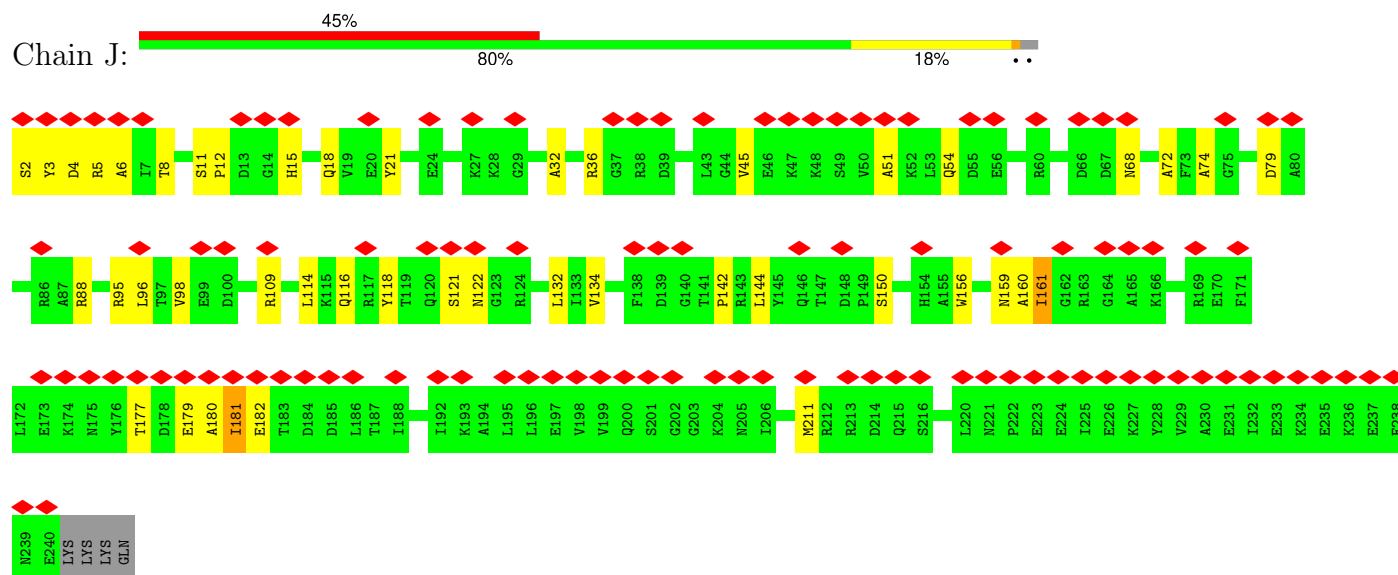 45%
Chain J:
80% 18% • •
S2 Y3 D4 R5 A6 I7 T8 S11 P12 D13 G14 H15 Q18 V19 E20 Y21 E24 K27 K28 G29 A32 R36 G37 R38 D39 L43 G44 V45 E46 K47 K48 S49 V50 A51 K52 L53 Q54 D55 E56 R60 D66 D67 N68 A72 F73 A74 G75 D79 A80
R86 A87 R88 R95 L96 T97 V98 E99 D100 R109 L114 K115 Q116 R117 Y118 T119 Q120 S121 N122 G123 R124 L132 I133 V134 F138 D139 G140 T141 P142 R143 L144 Y145 Q146 T147 D148 P149 S150 H154 A155 W156 N159 A160 I161 G162 R163 G164 A165 K166 R169 E170 F171
L172 E173 K174 N175 Y176 T177 D178 E179 A180 I181 E182 T183 D184 D185 L186 T187 I188 I192 K193 A194 L195 L196 E197 V198 V199 Q200 S201 G202 G203 K204 N205 I206 M211 R212 R213 D214 Q215 S216 L220 N221 P222 E223 E224 I225 E226 K227 Y228 V229 A230 E231 I232 E233 K234 E235 K236 E237 E238
N239 E240 LYS LYS LYS GLN